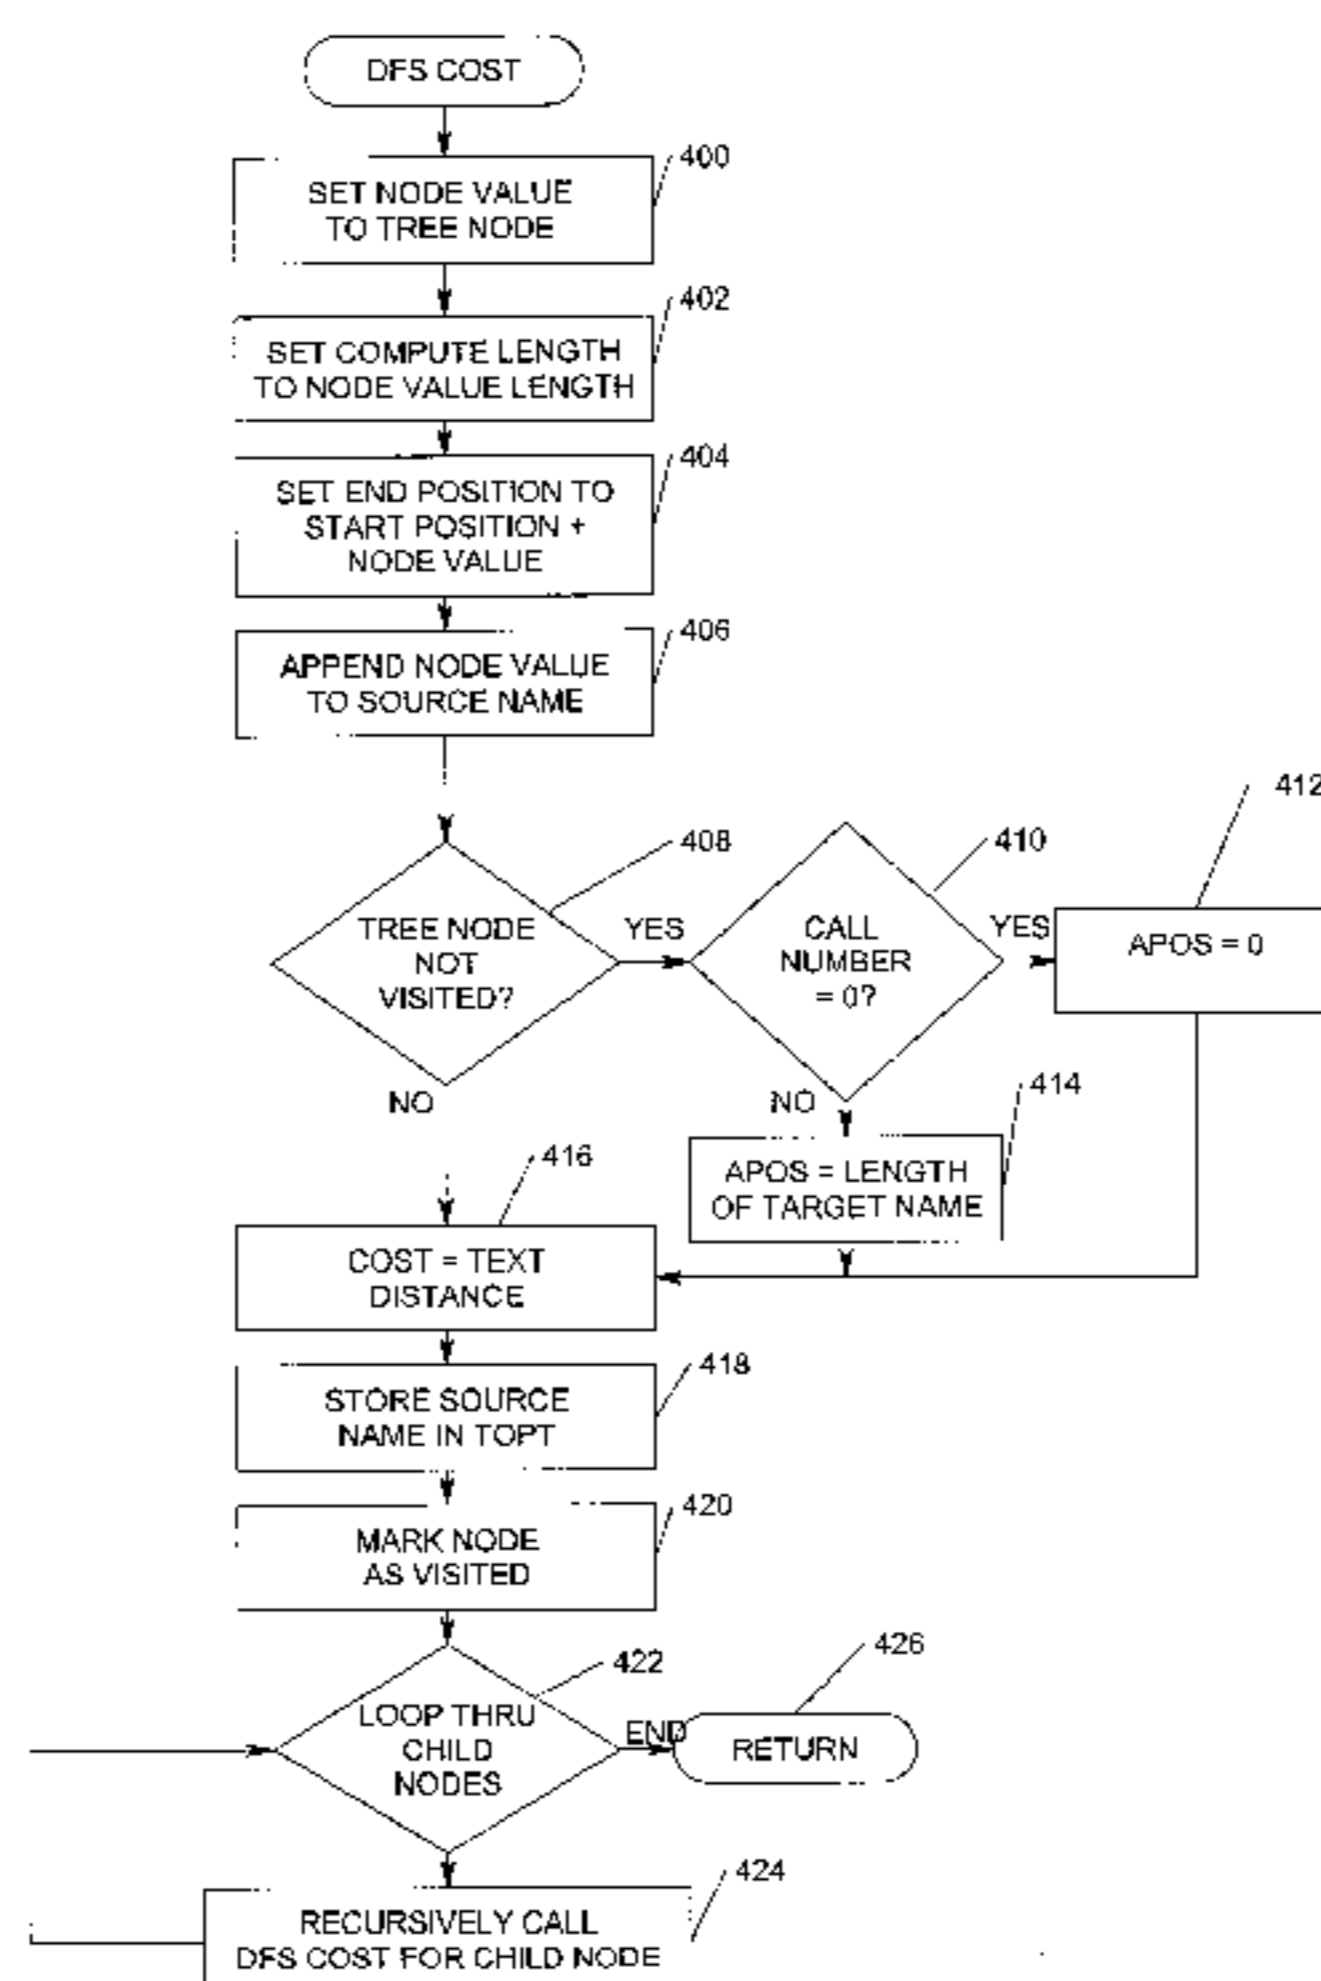 DFS COST
400
SET NODE VALUE
TO TREE NODE
402
SET COMPUTE LENGTH
TO NODE VALUE LENGTH
404
SET END POSITION TO
START POSITION +
NODE VALUE
406
APPEND NODE VALUE
TO SOURCE NAME
408
TREE NODE
NOT
VISITED?
YES
NO
410
CALL
NUMBER
= 0?
YES
NO
412
APOS = 0
414
APOS = LENGTH
OF TARGET NAME
416
COST = TEXT
DISTANCE
418
STORE SOURCE
NAME IN TOPT
420
MARK NODE
AS VISITED
422
LOOP THRU
CHILD
NODES
END
426
RETURN
424
RECURSIVELY CALL
DFS COST FOR CHILD NODE